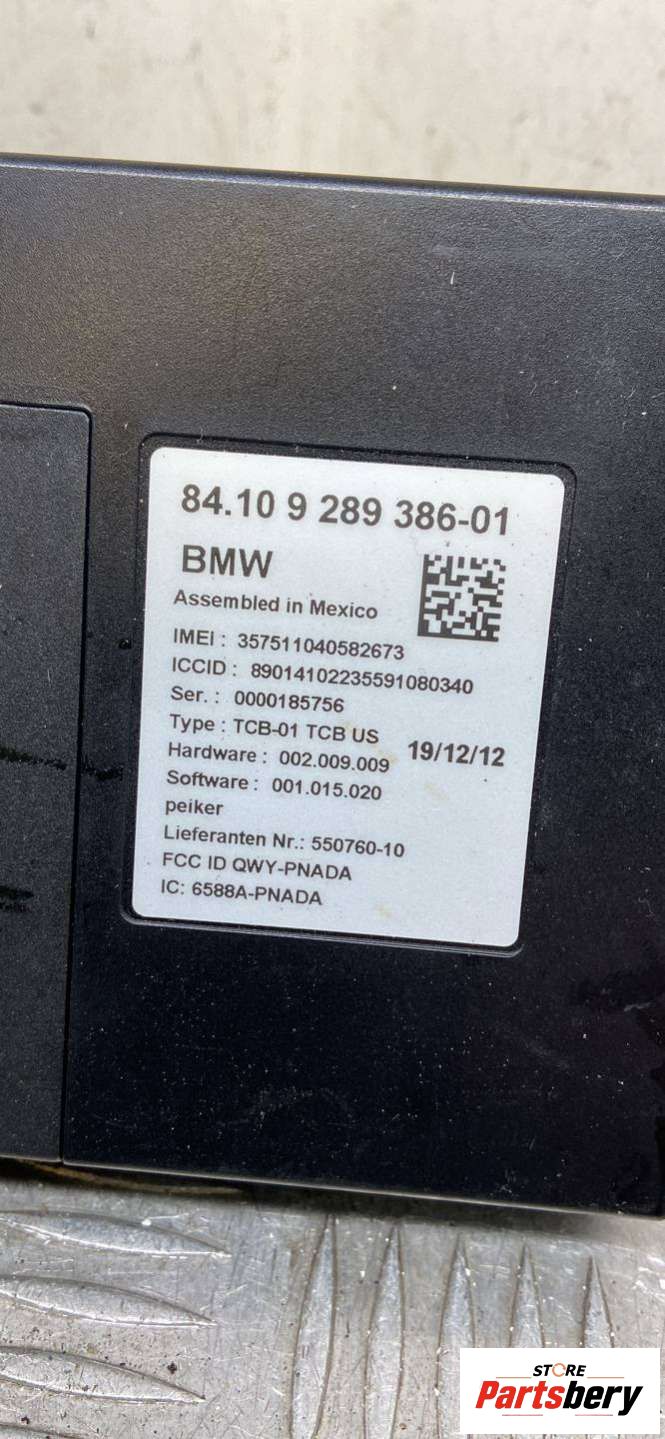 84.10 9 289 386-01
BMW
Assembled in Mexico
IMEI : 357511040582673
ICCID : 89014102235591080340
Ser. : 0000185756
Type : TCB-01 TCB US
19/12/12
Hardware : 002.009.009
Software : 001.015.020
peiker
Lieferanten Nr.: 550760-10
FCC ID QWY-PNADA
IC: 6588A-PNADA
STORE
Partsbery